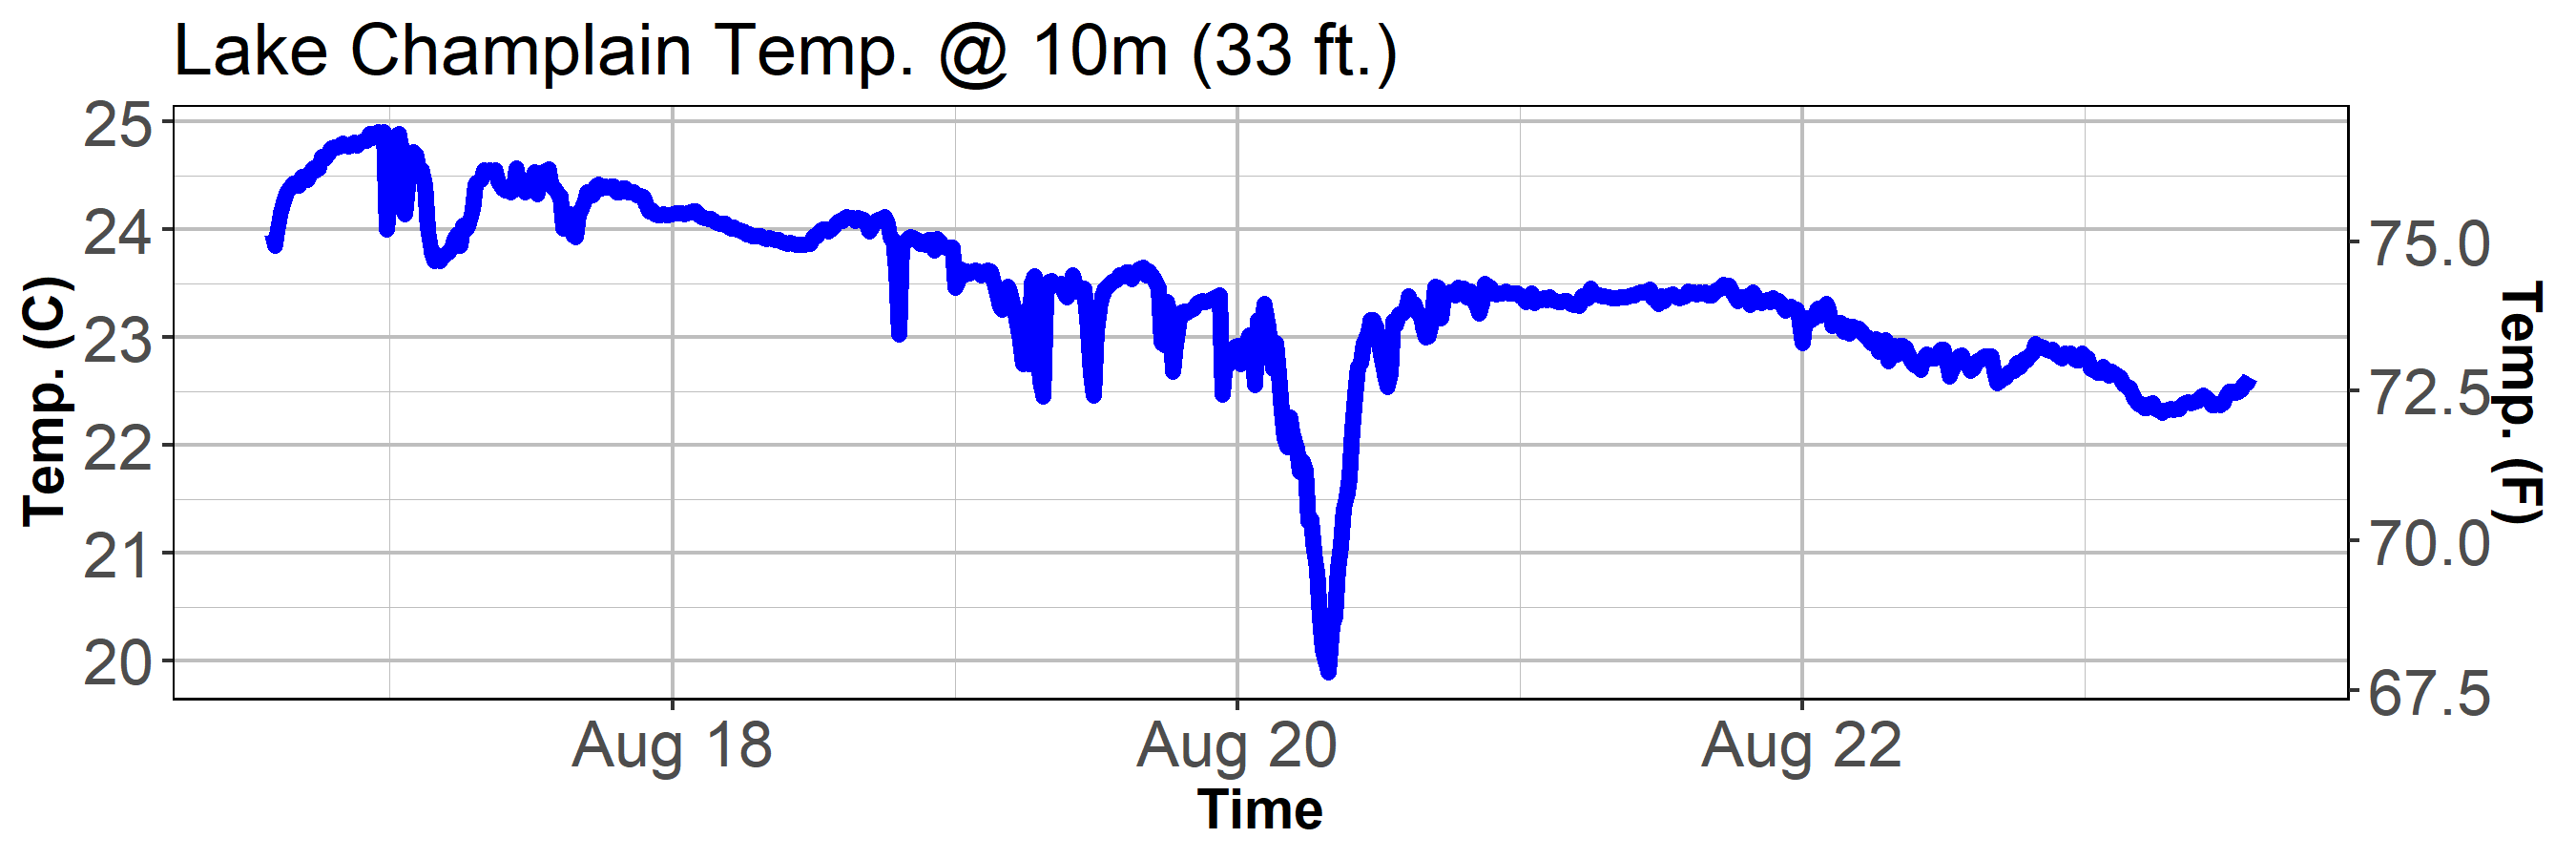 Lake Champlain Temp. @ 10m (33 ft.)
25
24
23
22
21
20
Temp. (C)
75.0
72.5
70.0
67.5
Temp. (F)
Aug 18 Aug 20 Aug 22
Time